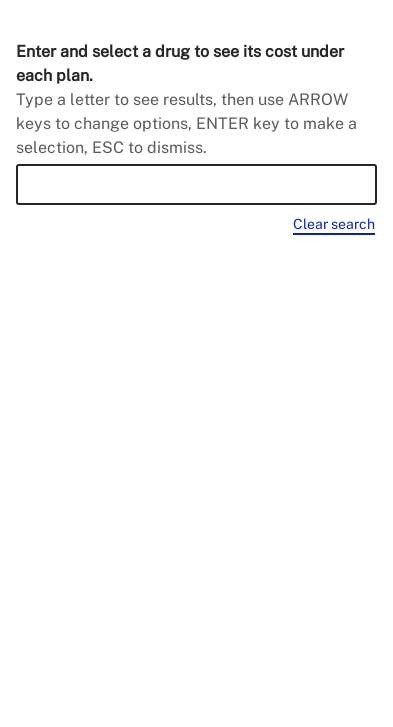 Enter and select a drug to see its cost under
each plan.
Type a letter to see results, then use ARROW
keys to change options, ENTER key to make a
selection, ESC to dismiss.
Clear search